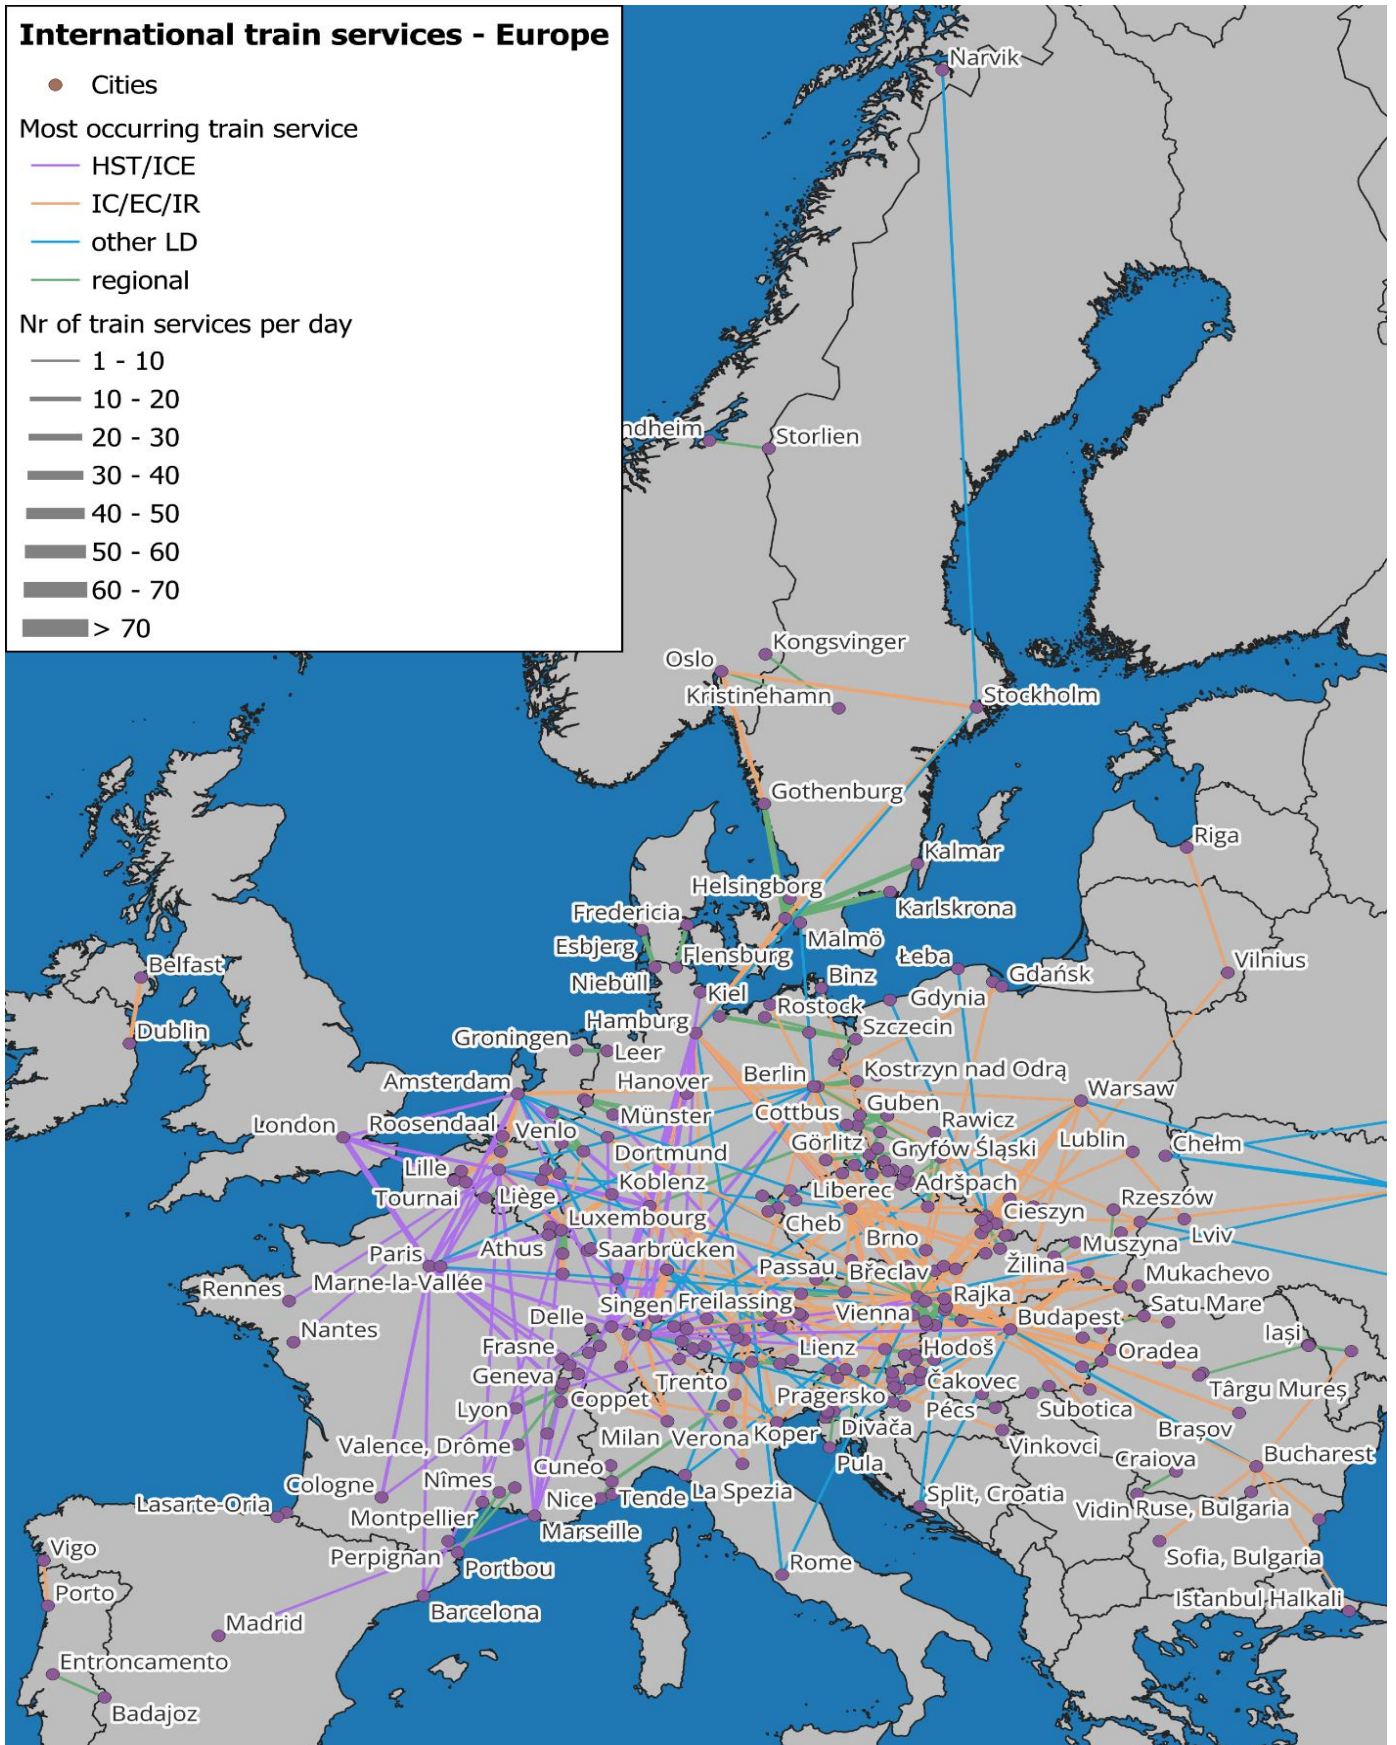 International train services - Europe
Cities
Most occurring train service
HST/ICE
IC/EC/IR
other LD
regional
Nr of train services per day
1 - 10
10 - 20
20 - 30
30 - 40
40 - 50
50 - 60
60 - 70
> 70
Narvik
ndheim
Storlien
Kongsvinger
Oslo
Kristinehamn
Stockholm
Gothenburg
Riga
Kalmar
Helsingborg
Karlskrona
Fredericia
Malmö
Esbjerg
Flensburg
Łeba
Vilnius
Belfast
Niebüll
Binz
Gdańsk
Kiel
Rostock
Gdynia
Dublin
Hamburg
Szczecin
Groningen
Leer
Amsterdam
Hanover
Berlin
Kostrzyn nad Odrą
Warsaw
London
Roosendaal
Venlo
Münster
Cottbus
Guben
Rawicz
Lublin
Chełm
Lille
Dortmund
Görlitz
Gryfów Śląski
Tournai
Liège
Koblenz
Liberec
Adršpach
Rzeszów
Luxembourg
Cheb
Cieszyn
Paris
Athus
Saarbrücken
Brno
Muszyna
Lviv
Marne-la Vallée
Passau
Břeclav
Žilina
Mukachevo
Rennes
Singen
Freilassing
Vienna
Rajka
Satu Mare
Nantes
Delle
Budapest
Iași
Frasne
Lienz
Hodoš
Oradea
Geneva
Trento
Čakovec
Târgu Mureș
Coppet
Pragersko
Lyon
Pécs
Subotica
Brașov
Valence, Drôme
Milan
Verona
Koper
Divača
Vinkovci
Bucharest
Cuneo
Pula
Craiova
Nîmes
Cologne
Nice
Tende
La Spezia
Split, Croatia
Vidin
Ruse, Bulgaria
Lasarte-Oria
Montpellier
Marseille
Vigo
Perpignan
Portbou
Rome
Sofia, Bulgaria
Porto
Barcelona
Istanbul-Halkali
Madrid
Entroncamento
Badajoz